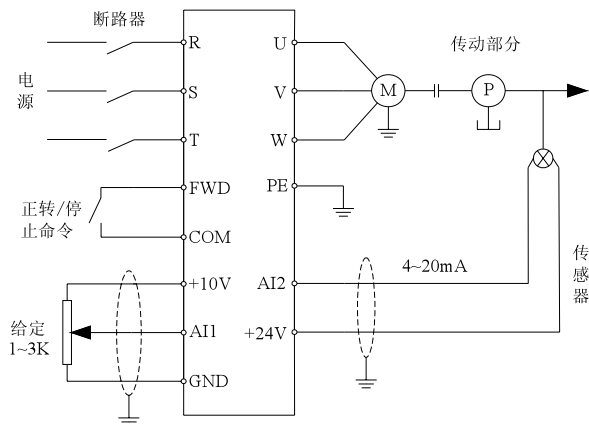 断路器
R
U
传动部分
电源
S
V
M
P
T
W
FWD
PE
正转/停
止命令
COM
4~20mA
传感器
+10V
AI2
给定
1~3K
AI1
+24V
GND